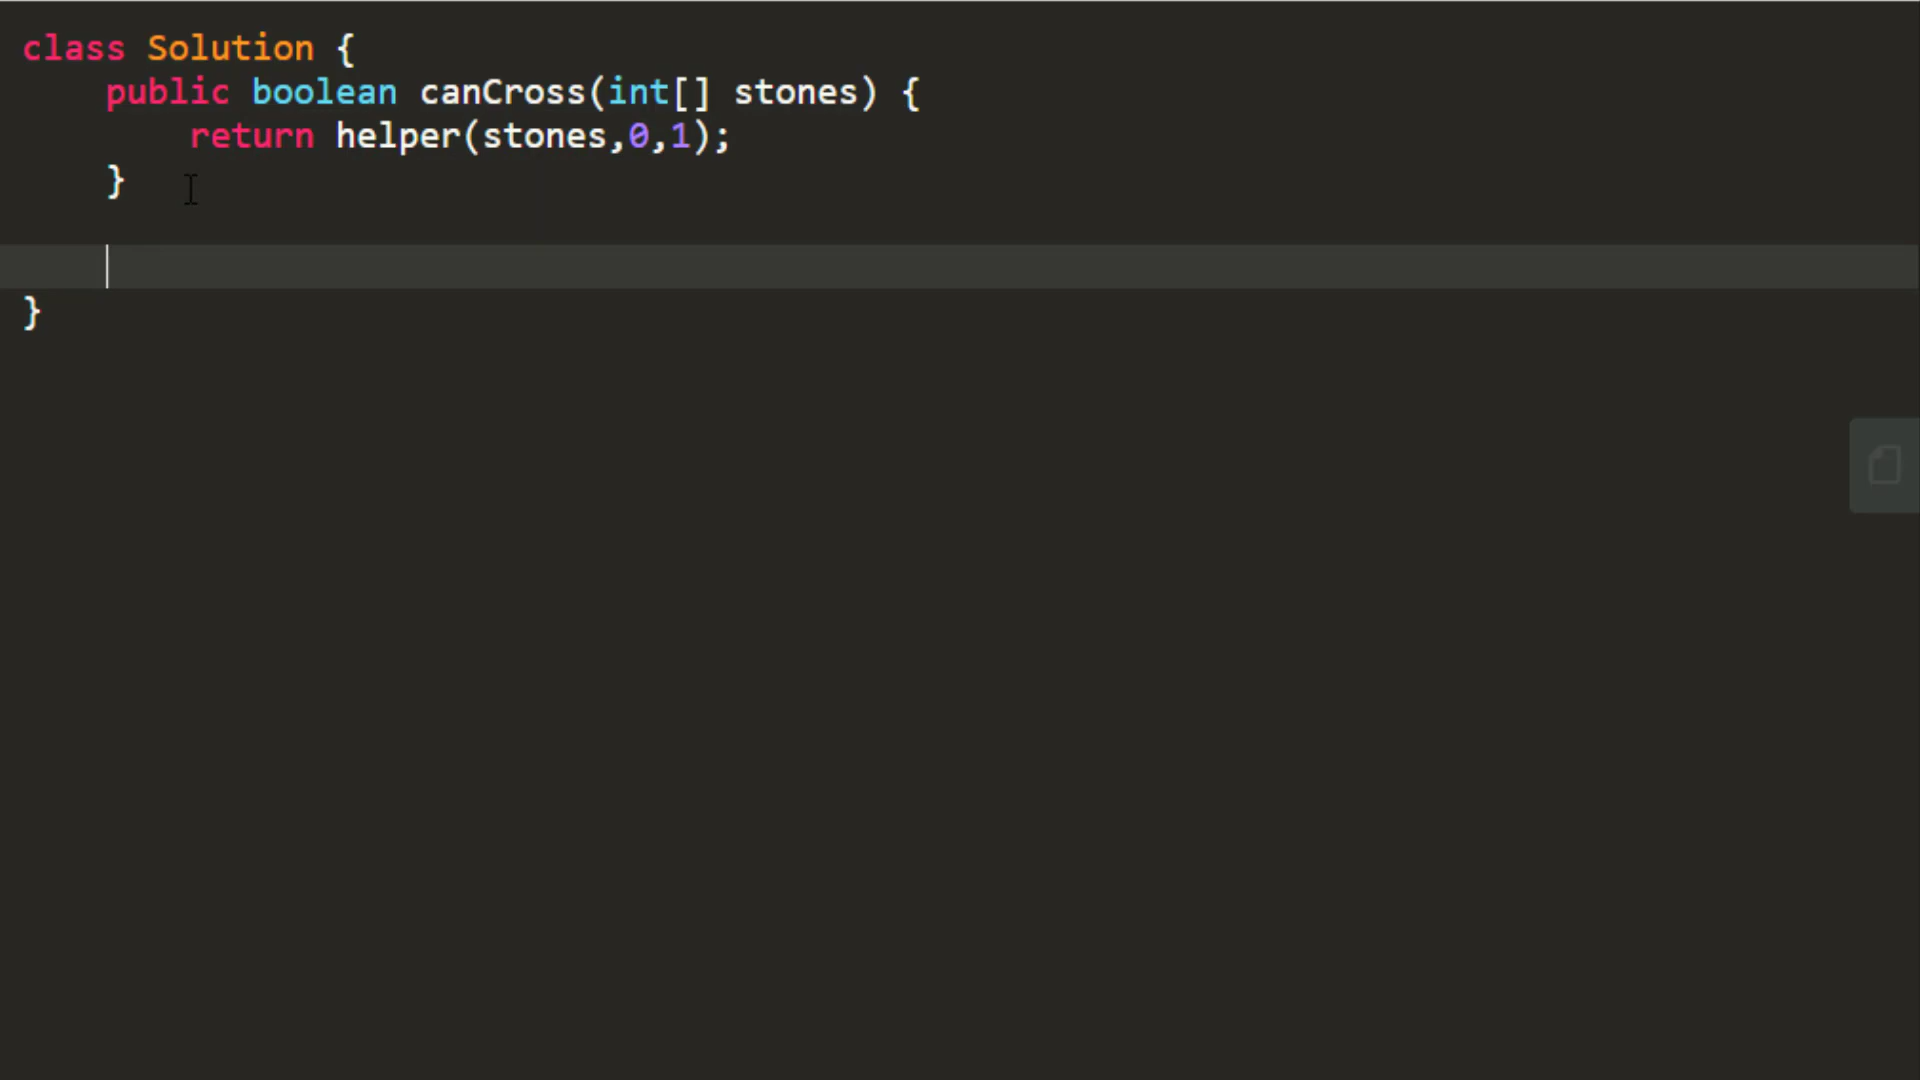 class Solution {
    public boolean canCross(int[] stones) {
        return helper(stones,0,1);
    }
}